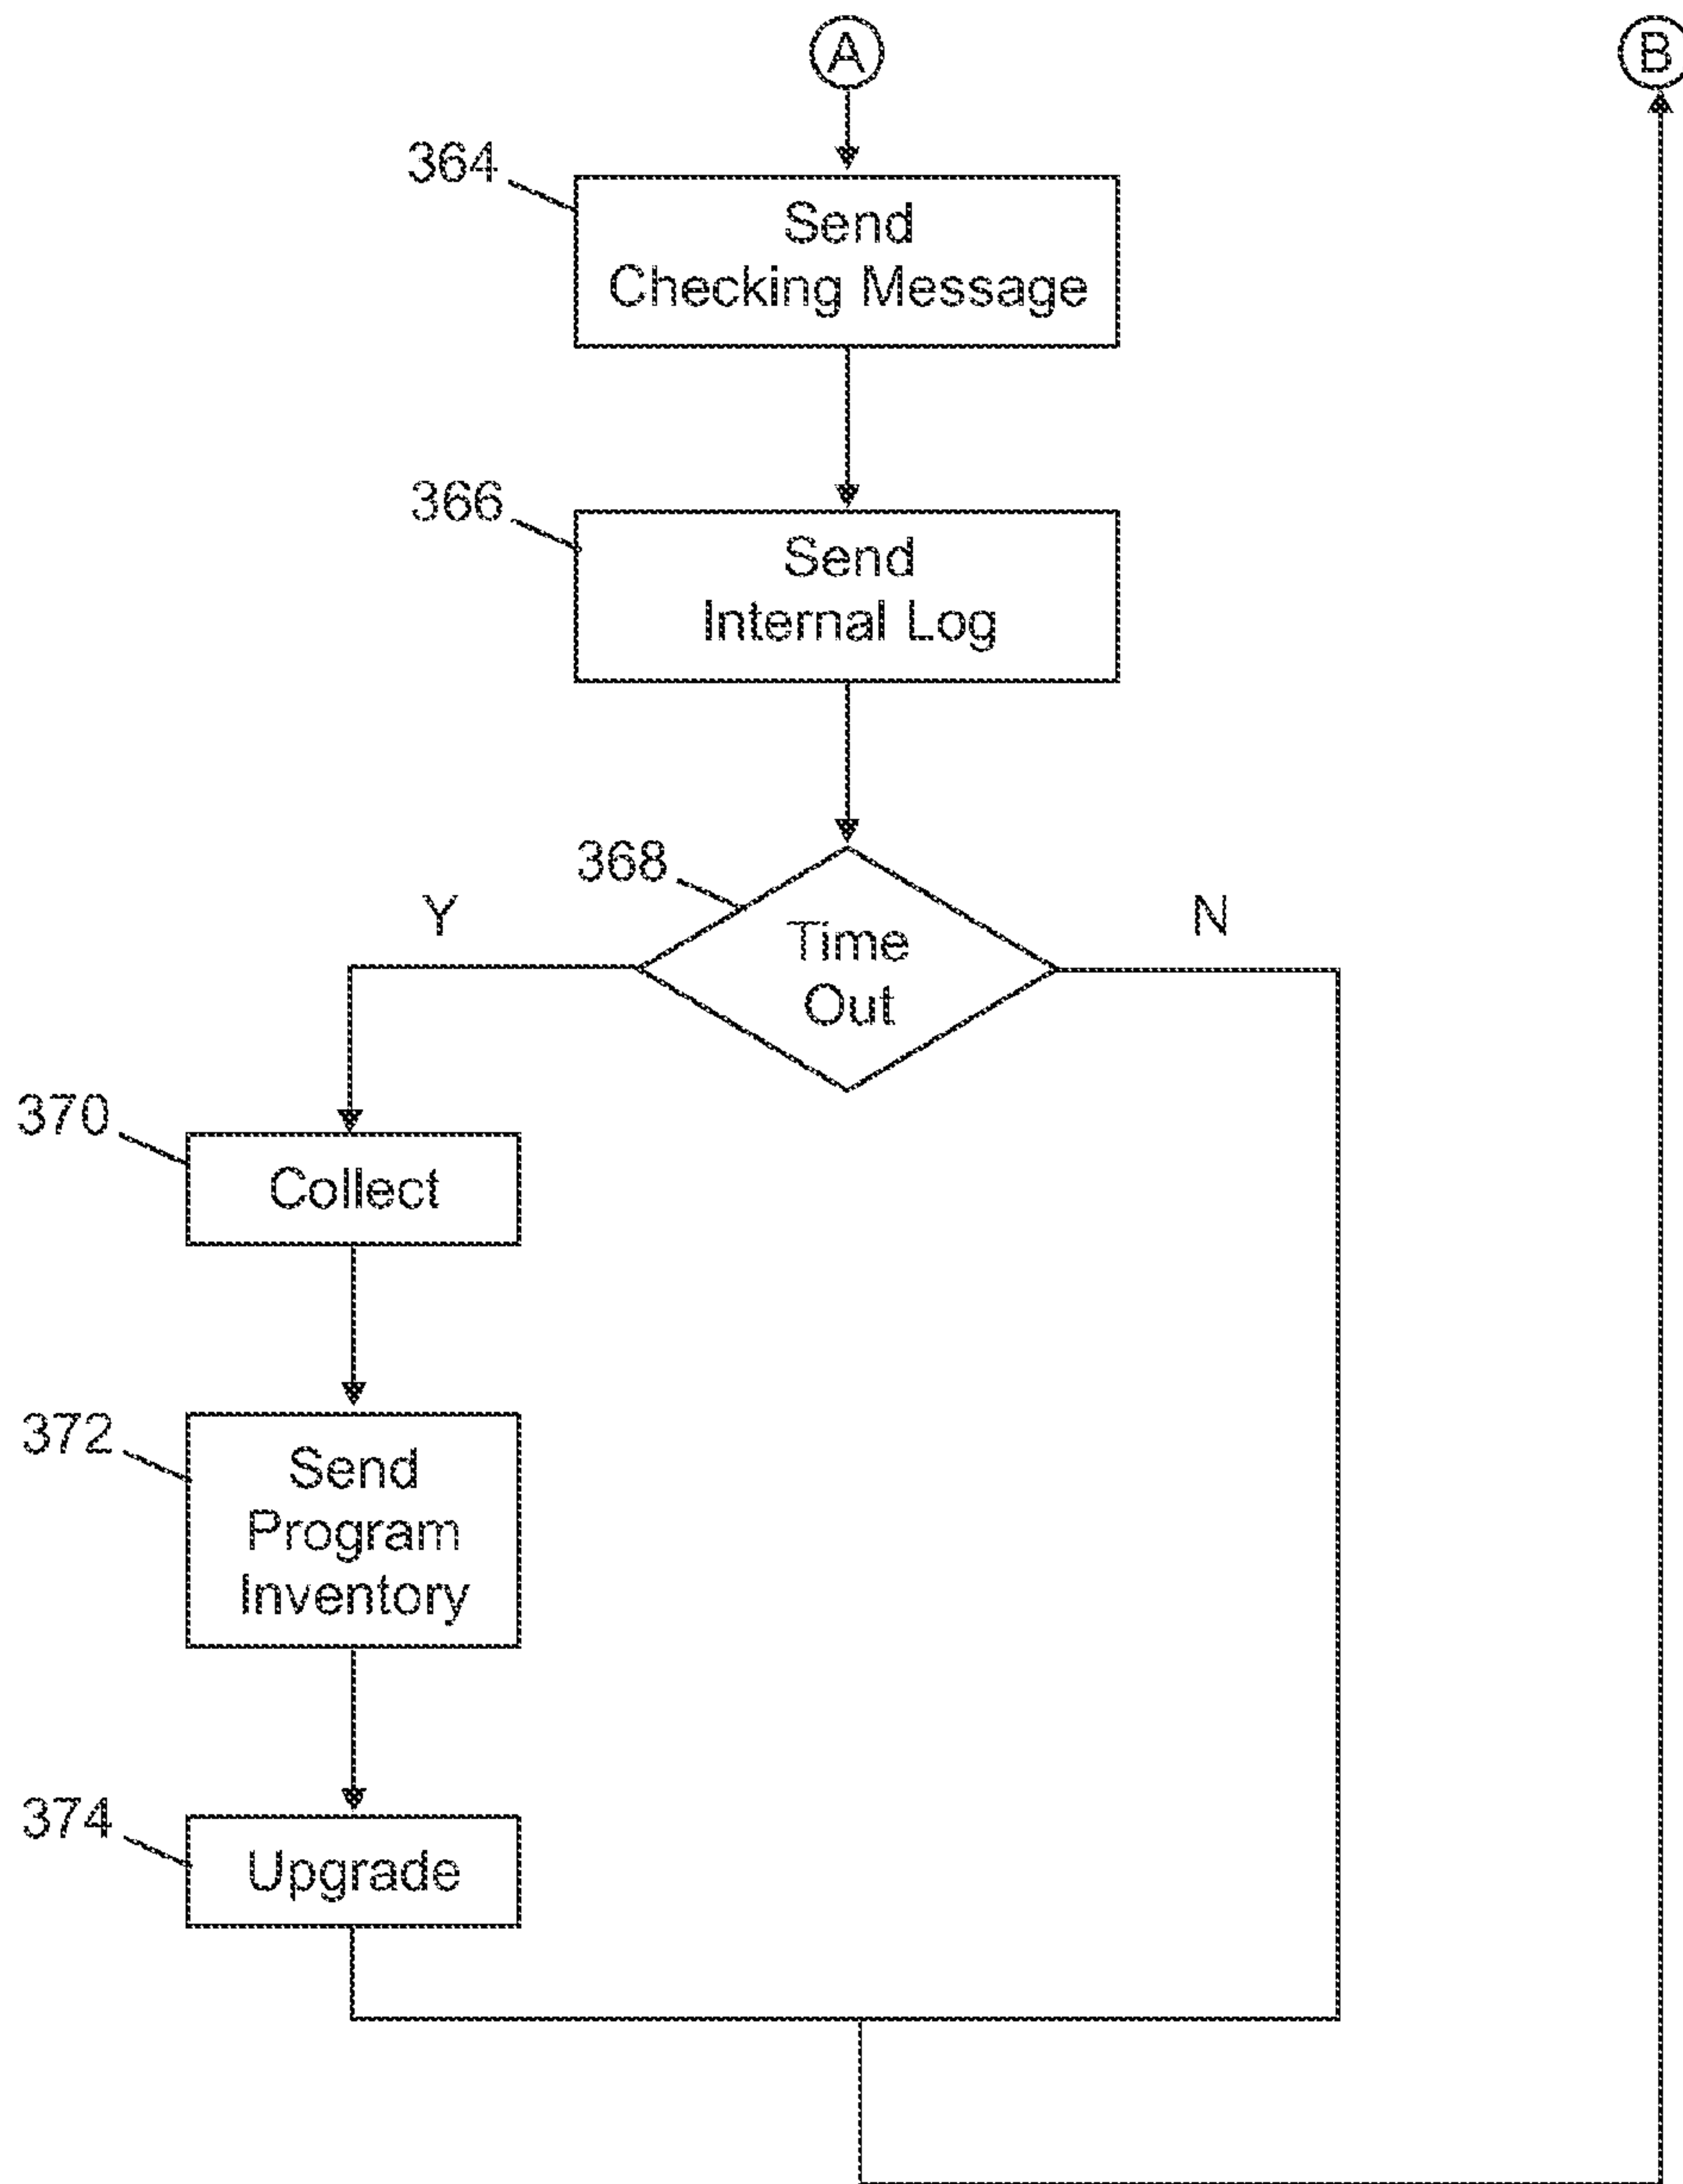 A
B
364
Send
Checking Message
366
Send
Internal Log
368
Y
N
Time
Out
370
Collect
372
Send
Program
Inventory
374
Upgrade